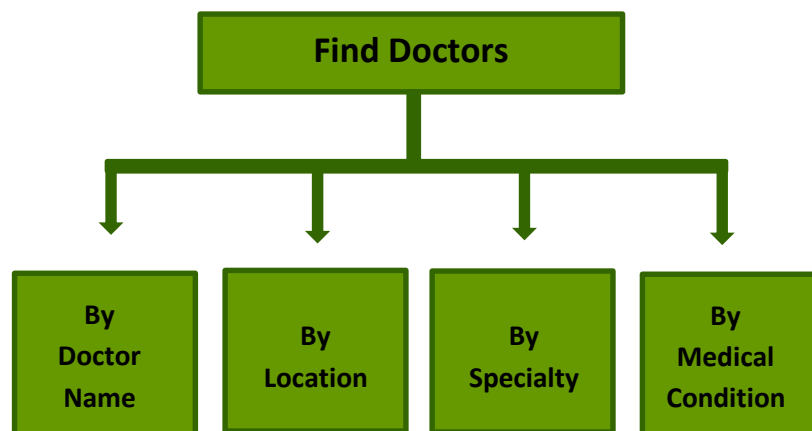 Find Doctors
By
Doctor
Name
By
Location
By
Specialty
By
Medical
Condition